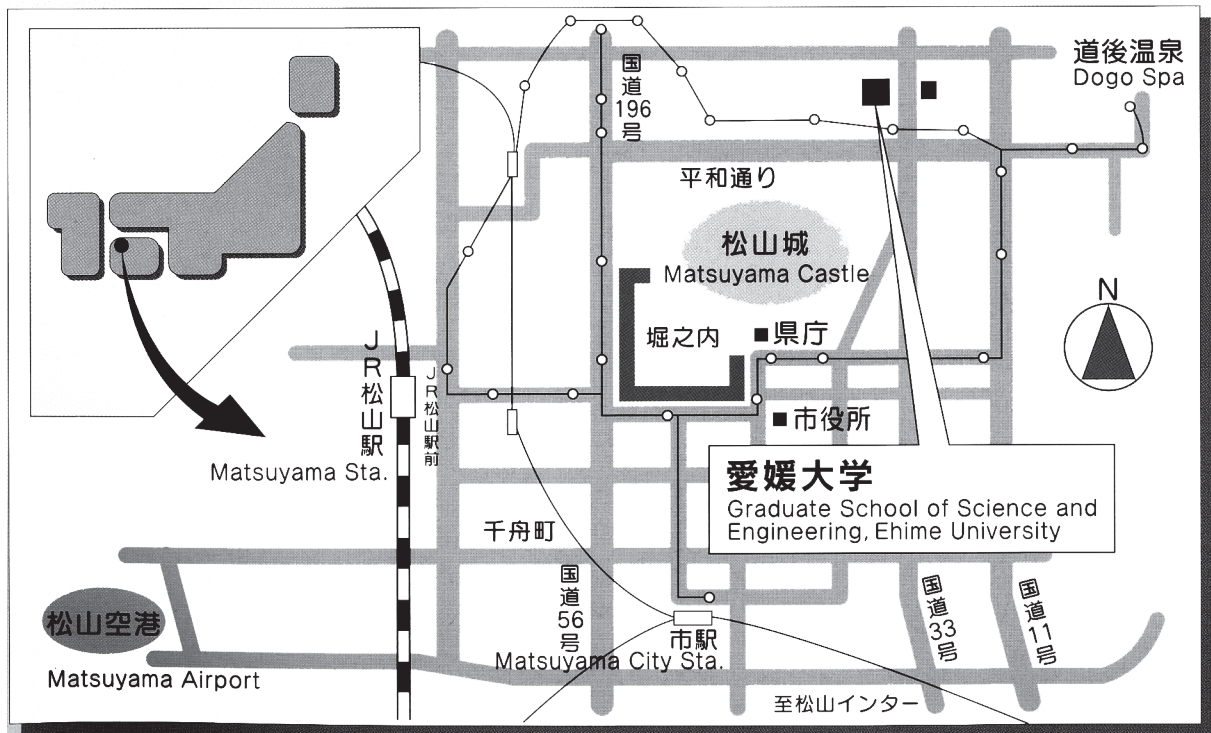 道後温泉
Dogo Spa
国道196号
平和通り
松山城
Matsuyama Castle
N
堀之内
県庁
JR松山駅
JR松山駅前
市役所
Matsuyama Sta.
愛媛大学
Graduate School of Science and
Engineering, Ehime University
千舟町
国道56号
国道33号
国道11号
松山空港
Matsuyama Airport
市駅
Matsuyama City Sta.
至松山インター